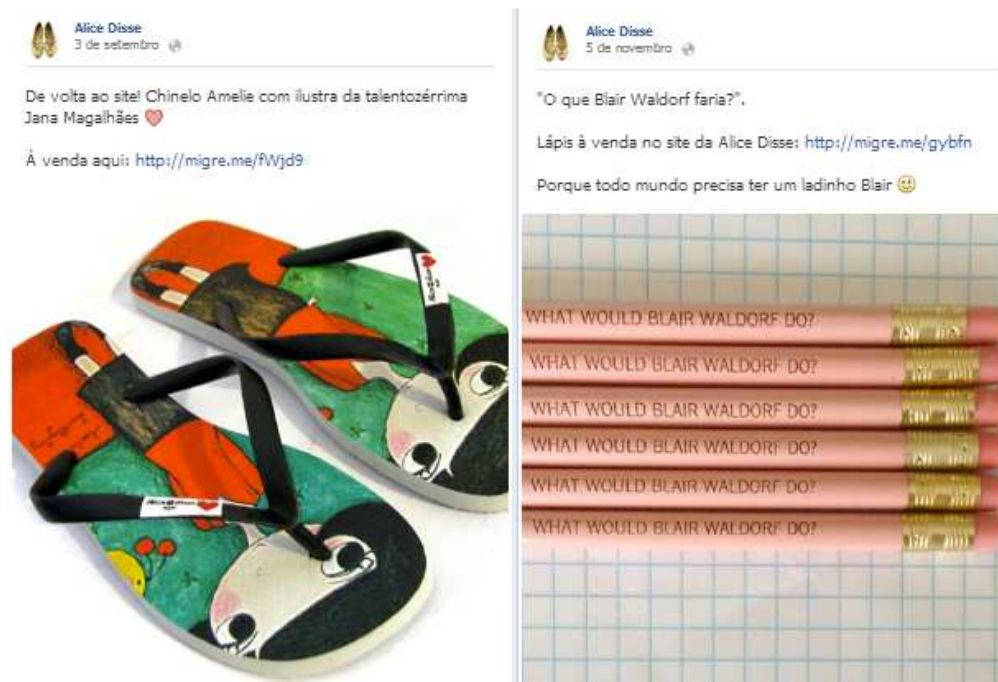 Alice Disse
3 de setembro
De volta ao site! Chinelo Amelie com ilustra da talentozérrima
Jana Magalhães
À venda aqui: http://migre.me/fWjd9
Alice Disse
5 de novembro
"O que Blair Waldorf faria?".
Lápis à venda no site da Alice Disse: http://migre.me/gybfn
Porque todo mundo precisa ter um ladinho Blair
WHAT WOULD BLAIR WALDORF DO?
WHAT WOULD BLAIR WALDORF DO?
WHAT WOULD BLAIR WALDORF DO?
WHAT WOULD BLAIR WALDORF DO?
WHAT WOULD BLAIR WALDORF DO?
WHAT WOULD BLAIR WALDORF DO?